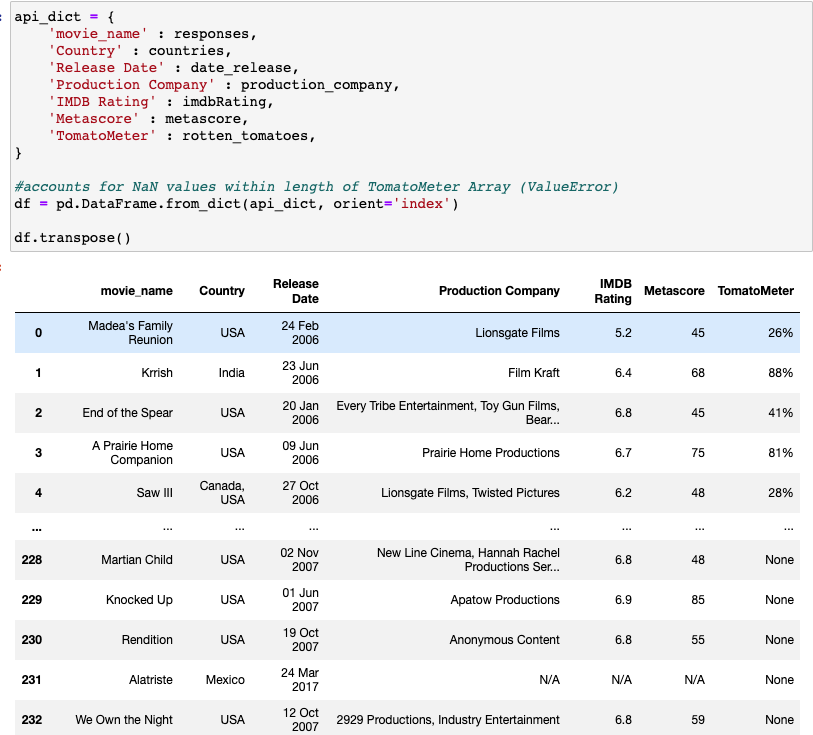 api_dict = {
    'movie_name' : responses,
    'Country' : countries,
    'Release Date' : date_release,
    'Production Company' : production_company,
    'IMDB Rating' : imdbRating,
    'Metascore' : metascore,
    'TomatoMeter' : rotten_tomatoes,
}
#accounts for NaN values within length of TomatoMeter Array (ValueError)
df = pd.DataFrame.from_dict(api_dict, orient='index')
df.transpose()
movie_name Country Release Date Production Company IMDB Rating Metascore TomatoMeter
0 Madea's Family Reunion USA 24 Feb 2006 Lionsgate Films 5.2 45 26%
1 Krrish India 23 Jun 2006 Film Kraft 6.4 68 88%
2 End of the Spear USA 20 Jan 2006 Every Tribe Entertainment, Toy Gun Films, Bear... 6.8 45 41%
3 A Prairie Home Companion USA 09 Jun 2006 Prairie Home Productions 6.7 75 81%
4 Saw III Canada, USA 27 Oct 2006 Lionsgate Films, Twisted Pictures 6.2 48 28%
... ... ... ... ... ... ... ...
228 Martian Child USA 02 Nov 2007 New Line Cinema, Hannah Rachel Productions Ser... 6.8 48 None
229 Knocked Up USA 01 Jun 2007 Apatow Productions 6.9 85 None
230 Rendition USA 19 Oct 2007 Anonymous Content 6.8 55 None
231 Alatriste Mexico 24 Mar 2017 N/A N/A N/A None
232 We Own the Night USA 12 Oct 2007 2929 Productions, Industry Entertainment 6.8 59 None